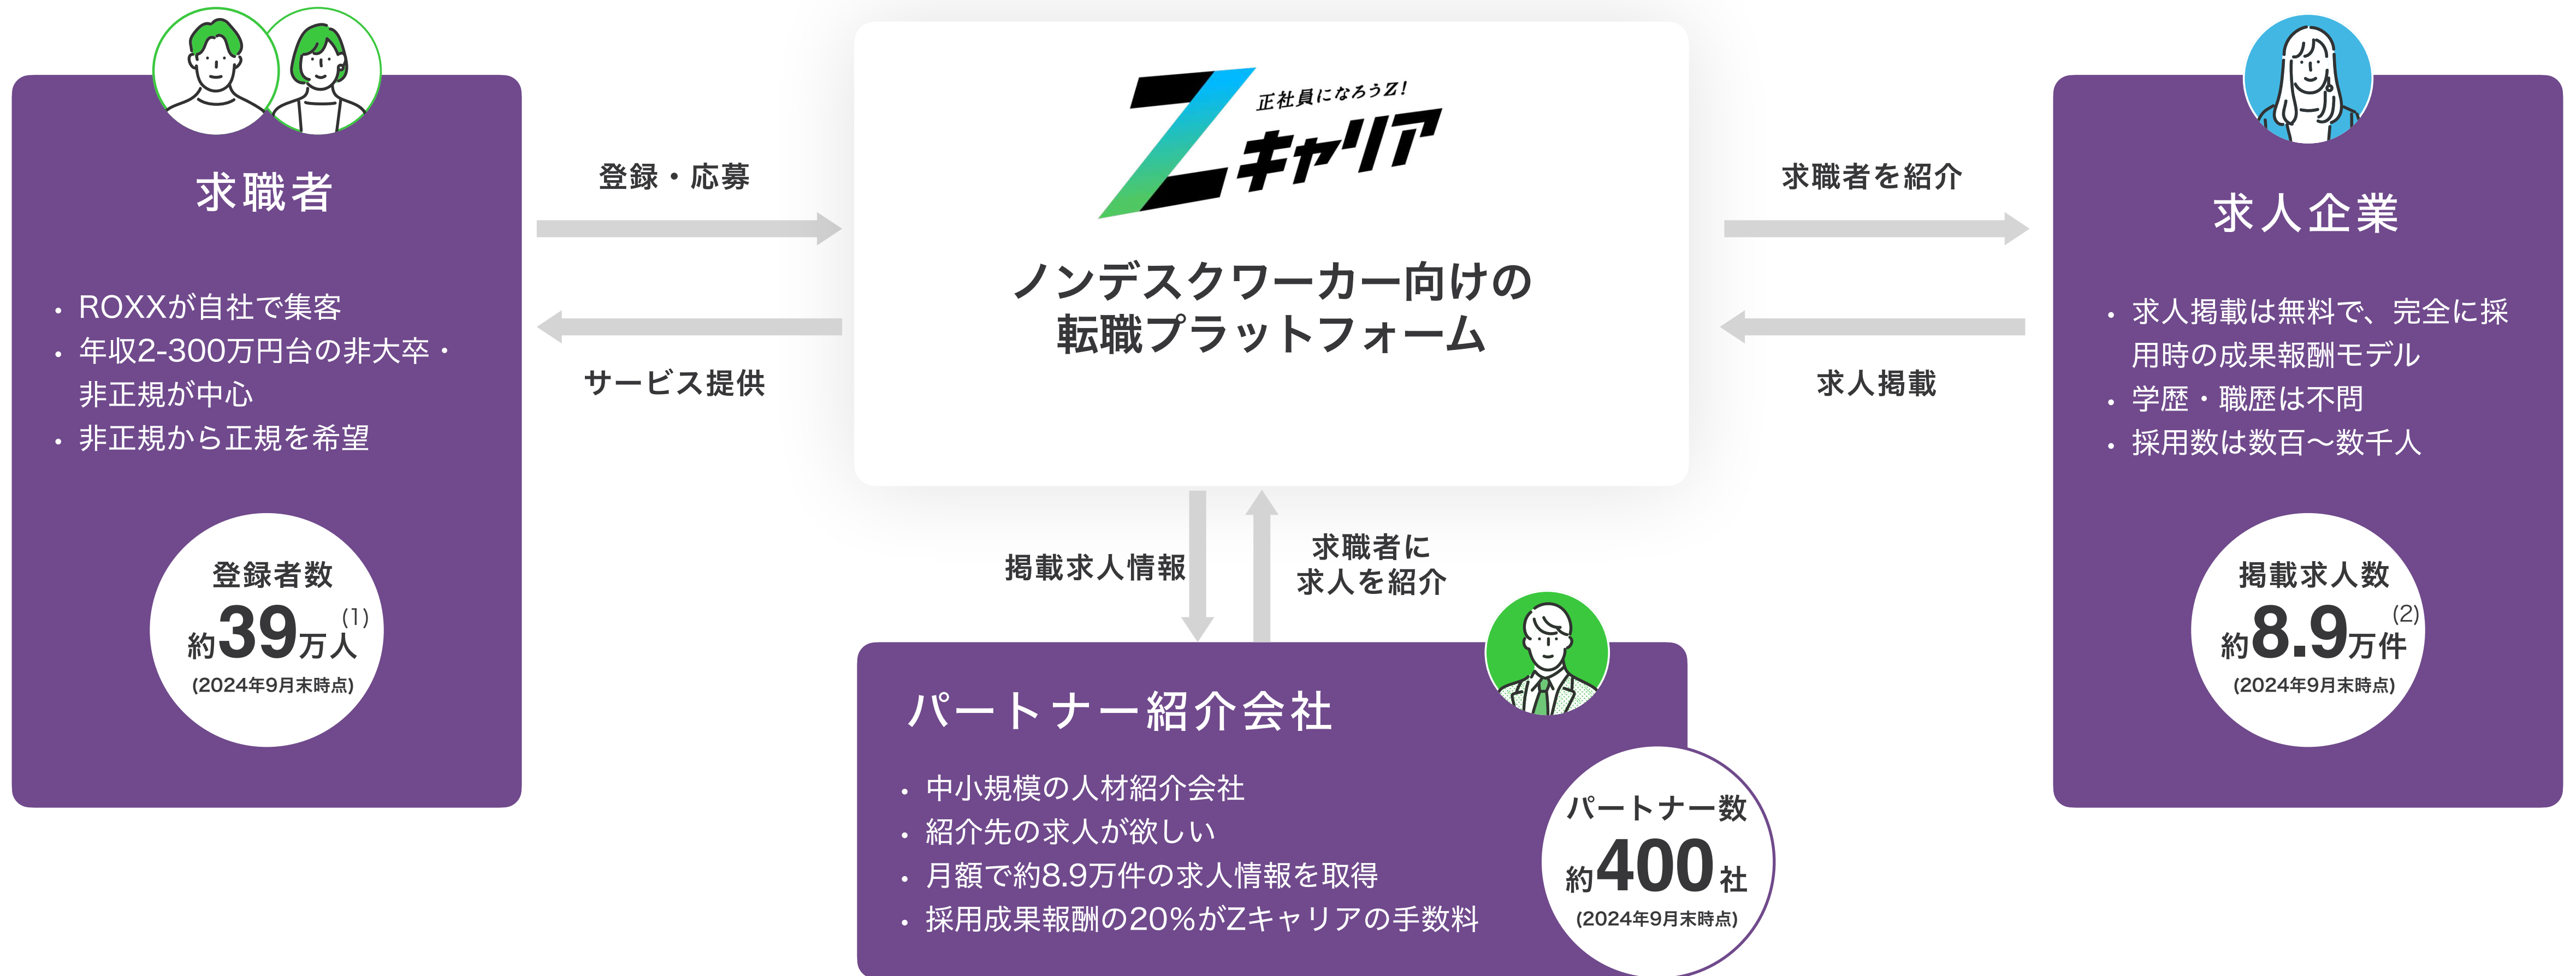 求職者
・ROXXが自社で集客
・年収2-300万円台の非大卒・
非正規が中心
・非正規から正規を希望
登録者数
約39万人(1)
(2024年9月末時点)
登録・応募
サービス提供
正社員になろうZ!
Zキャリア
ノンデスクワーカー向けの
転職プラットフォーム
求職者を紹介
求人掲載
求人企業
・求人掲載は無料で、完全に採
用時の成果報酬モデル
・学歴・職歴は不問
・採用数は数百〜数千人
掲載求人数
約8.9万件(2)
(2024年9月末時点)
掲載求人情報
求職者に
求人を紹介
パートナー紹介会社
・中小規模の人材紹介会社
・紹介先の求人が欲しい
・月額で約8.9万件の求人情報を取得
・採用成果報酬の20%がZキャリアの手数料
パートナー数
約400社
(2024年9月末時点)